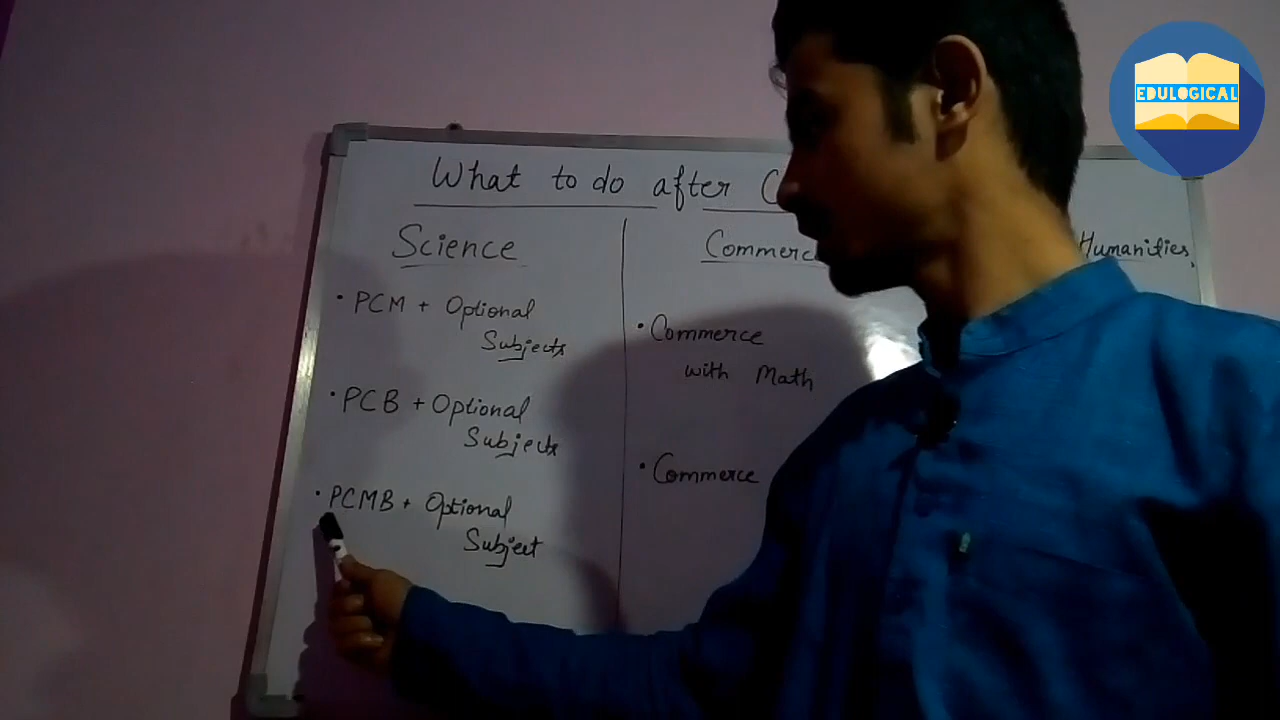 EDULOGICAL
What to do after
Science
• PCM + Optional
Subjects
• PCB + Optional
Subjects
• PCMB + Optional
Subject
Commerc
• Commerce
with Math
• Commerce
Humanities